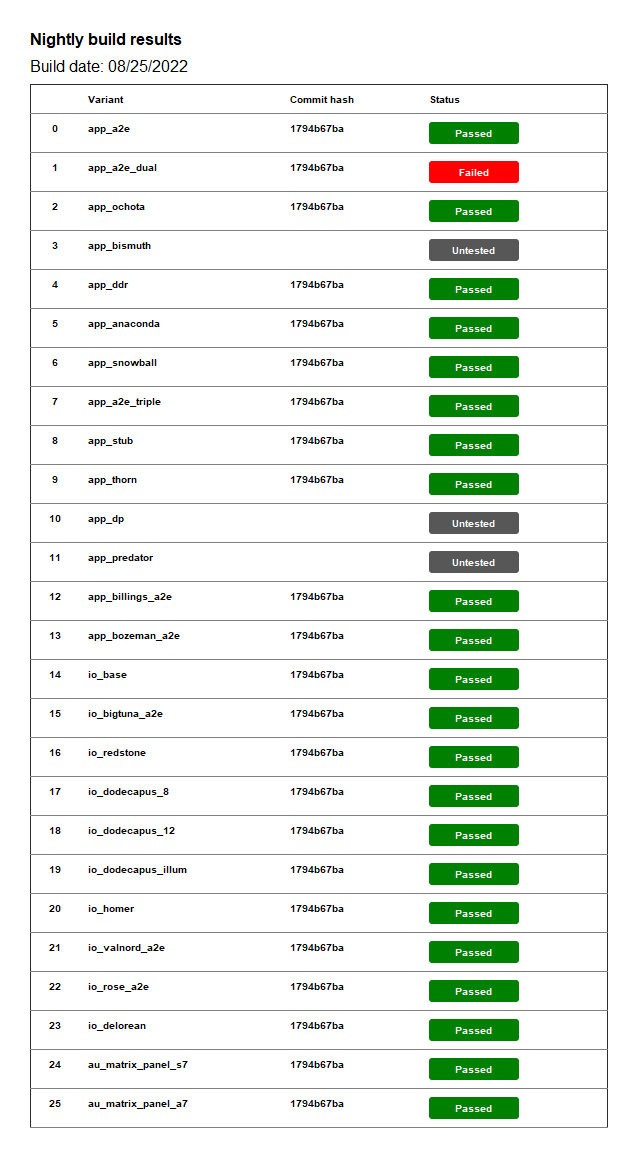 Nightly build results
Build date: 08/25/2022
Variant Commit hash Status
0 app_a2e 1794b67ba Passed
1 app_a2e_dual 1794b67ba Failed
2 app_ochota 1794b67ba Passed
3 app_bismuth Untested
4 app_ddr 1794b67ba Passed
5 app_anaconda 1794b67ba Passed
6 app_snowball 1794b67ba Passed
7 app_a2e_triple 1794b67ba Passed
8 app_stub 1794b67ba Passed
9 app_thorn 1794b67ba Passed
10 app_dp Untested
11 app_predator Untested
12 app_billings_a2e 1794b67ba Passed
13 app_bozeman_a2e 1794b67ba Passed
14 io_base 1794b67ba Passed
15 io_bigtuna_a2e 1794b67ba Passed
16 io_redstone 1794b67ba Passed
17 io_dodecapus_8 1794b67ba Passed
18 io_dodecapus_12 1794b67ba Passed
19 io_dodecapus_illum 1794b67ba Passed
20 io_homer 1794b67ba Passed
21 io_valnord_a2e 1794b67ba Passed
22 io_rose_a2e 1794b67ba Passed
23 io_delorean 1794b67ba Passed
24 au_matrix_panel_s7 1794b67ba Passed
25 au_matrix_panel_a7 1794b67ba Passed